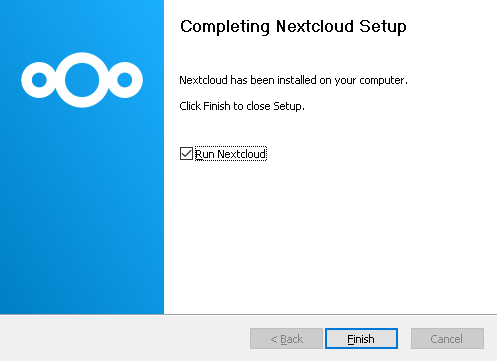 Completing Nextcloud Setup
Nextcloud has been installed on your computer.
Click Finish to close Setup.
Run Nextcloud
< Back
Finish
Cancel